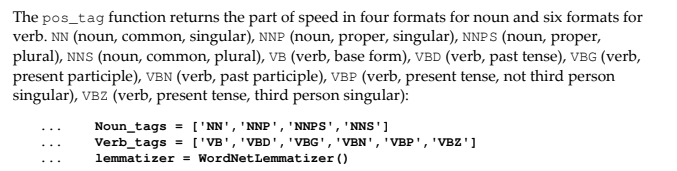 The pos_tag function returns the part of speed in four formats for noun and six formats for
verb. NN (noun, common, singular), NNP (noun, proper, singular), NNPS (noun, proper,
plural), NNS (noun, common, plural), VB (verb, base form), VBD (verb, past tense), VBG (verb,
present participle), VBN (verb, past participle), VBP (verb, present tense, not third person
singular), VBZ (verb, present tense, third person singular):
... Noun_tags = ['NN','NNP','NNPS','NNS']
... Verb_tags = ['VB','VBD','VBG','VBN','VBP','VBZ']
... lemmatizer = WordNetLemmatizer()